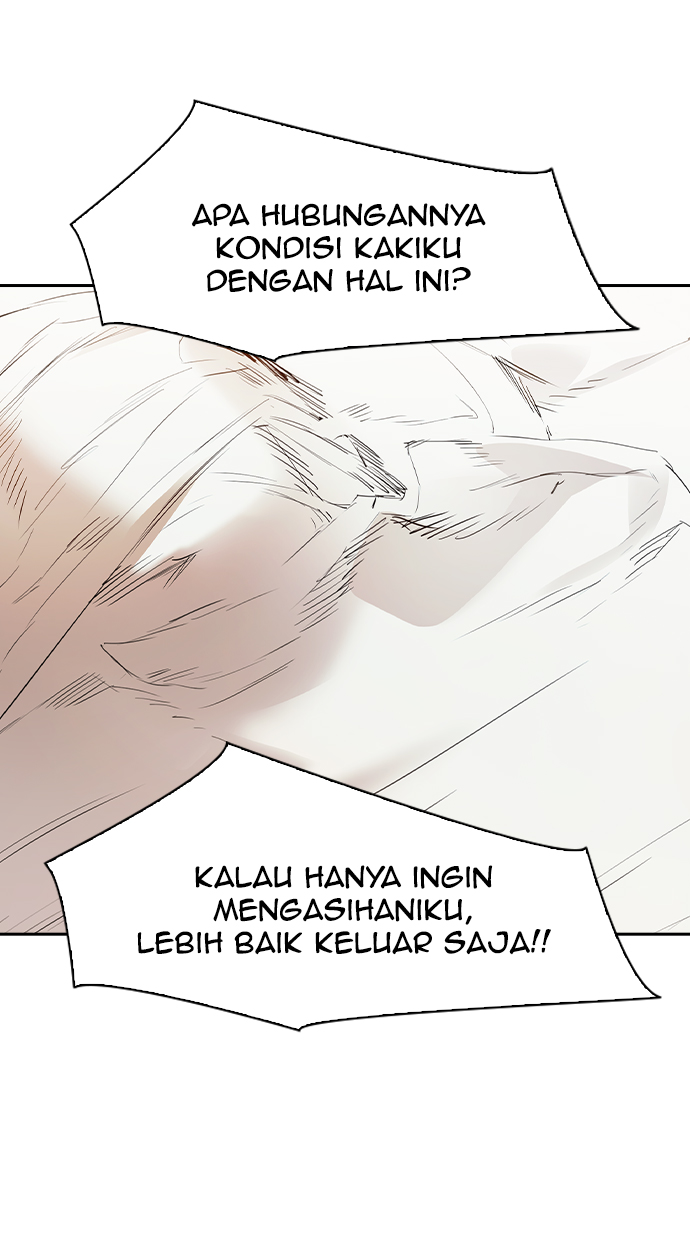 APA HUBUNGANNYA
KONDISI KAKIKU
DENGAN HAL INI?
KALAU HANYA INGIN
MENGASIHANIKU,
LEBIH BAIK KELUAR SAJA!!